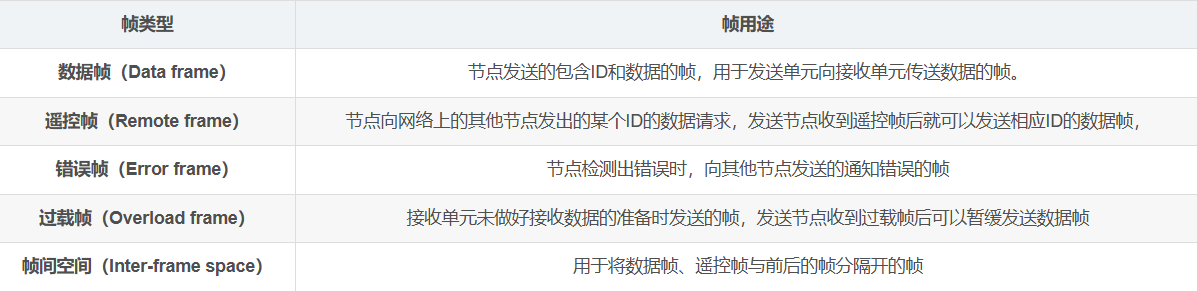 帧类型 帧用途
数据帧（Data frame） 节点发送的包含ID和数据的帧，用于发送单元向接收单元传送数据的帧。
遥控帧（Remote frame） 节点向网络上的其他节点发出的某个ID的数据请求，发送节点收到遥控帧后就可以发送相应ID的数据帧，
错误帧（Error frame） 节点检测出错误时，向其他节点发送的通知错误的帧
过载帧（Overload frame） 接收单元未做好接收数据的准备时发送的帧，发送节点收到过载帧后可以暂缓发送数据帧
帧间空间（Inter-frame space） 用于将数据帧、遥控帧与前后的帧分隔开的帧